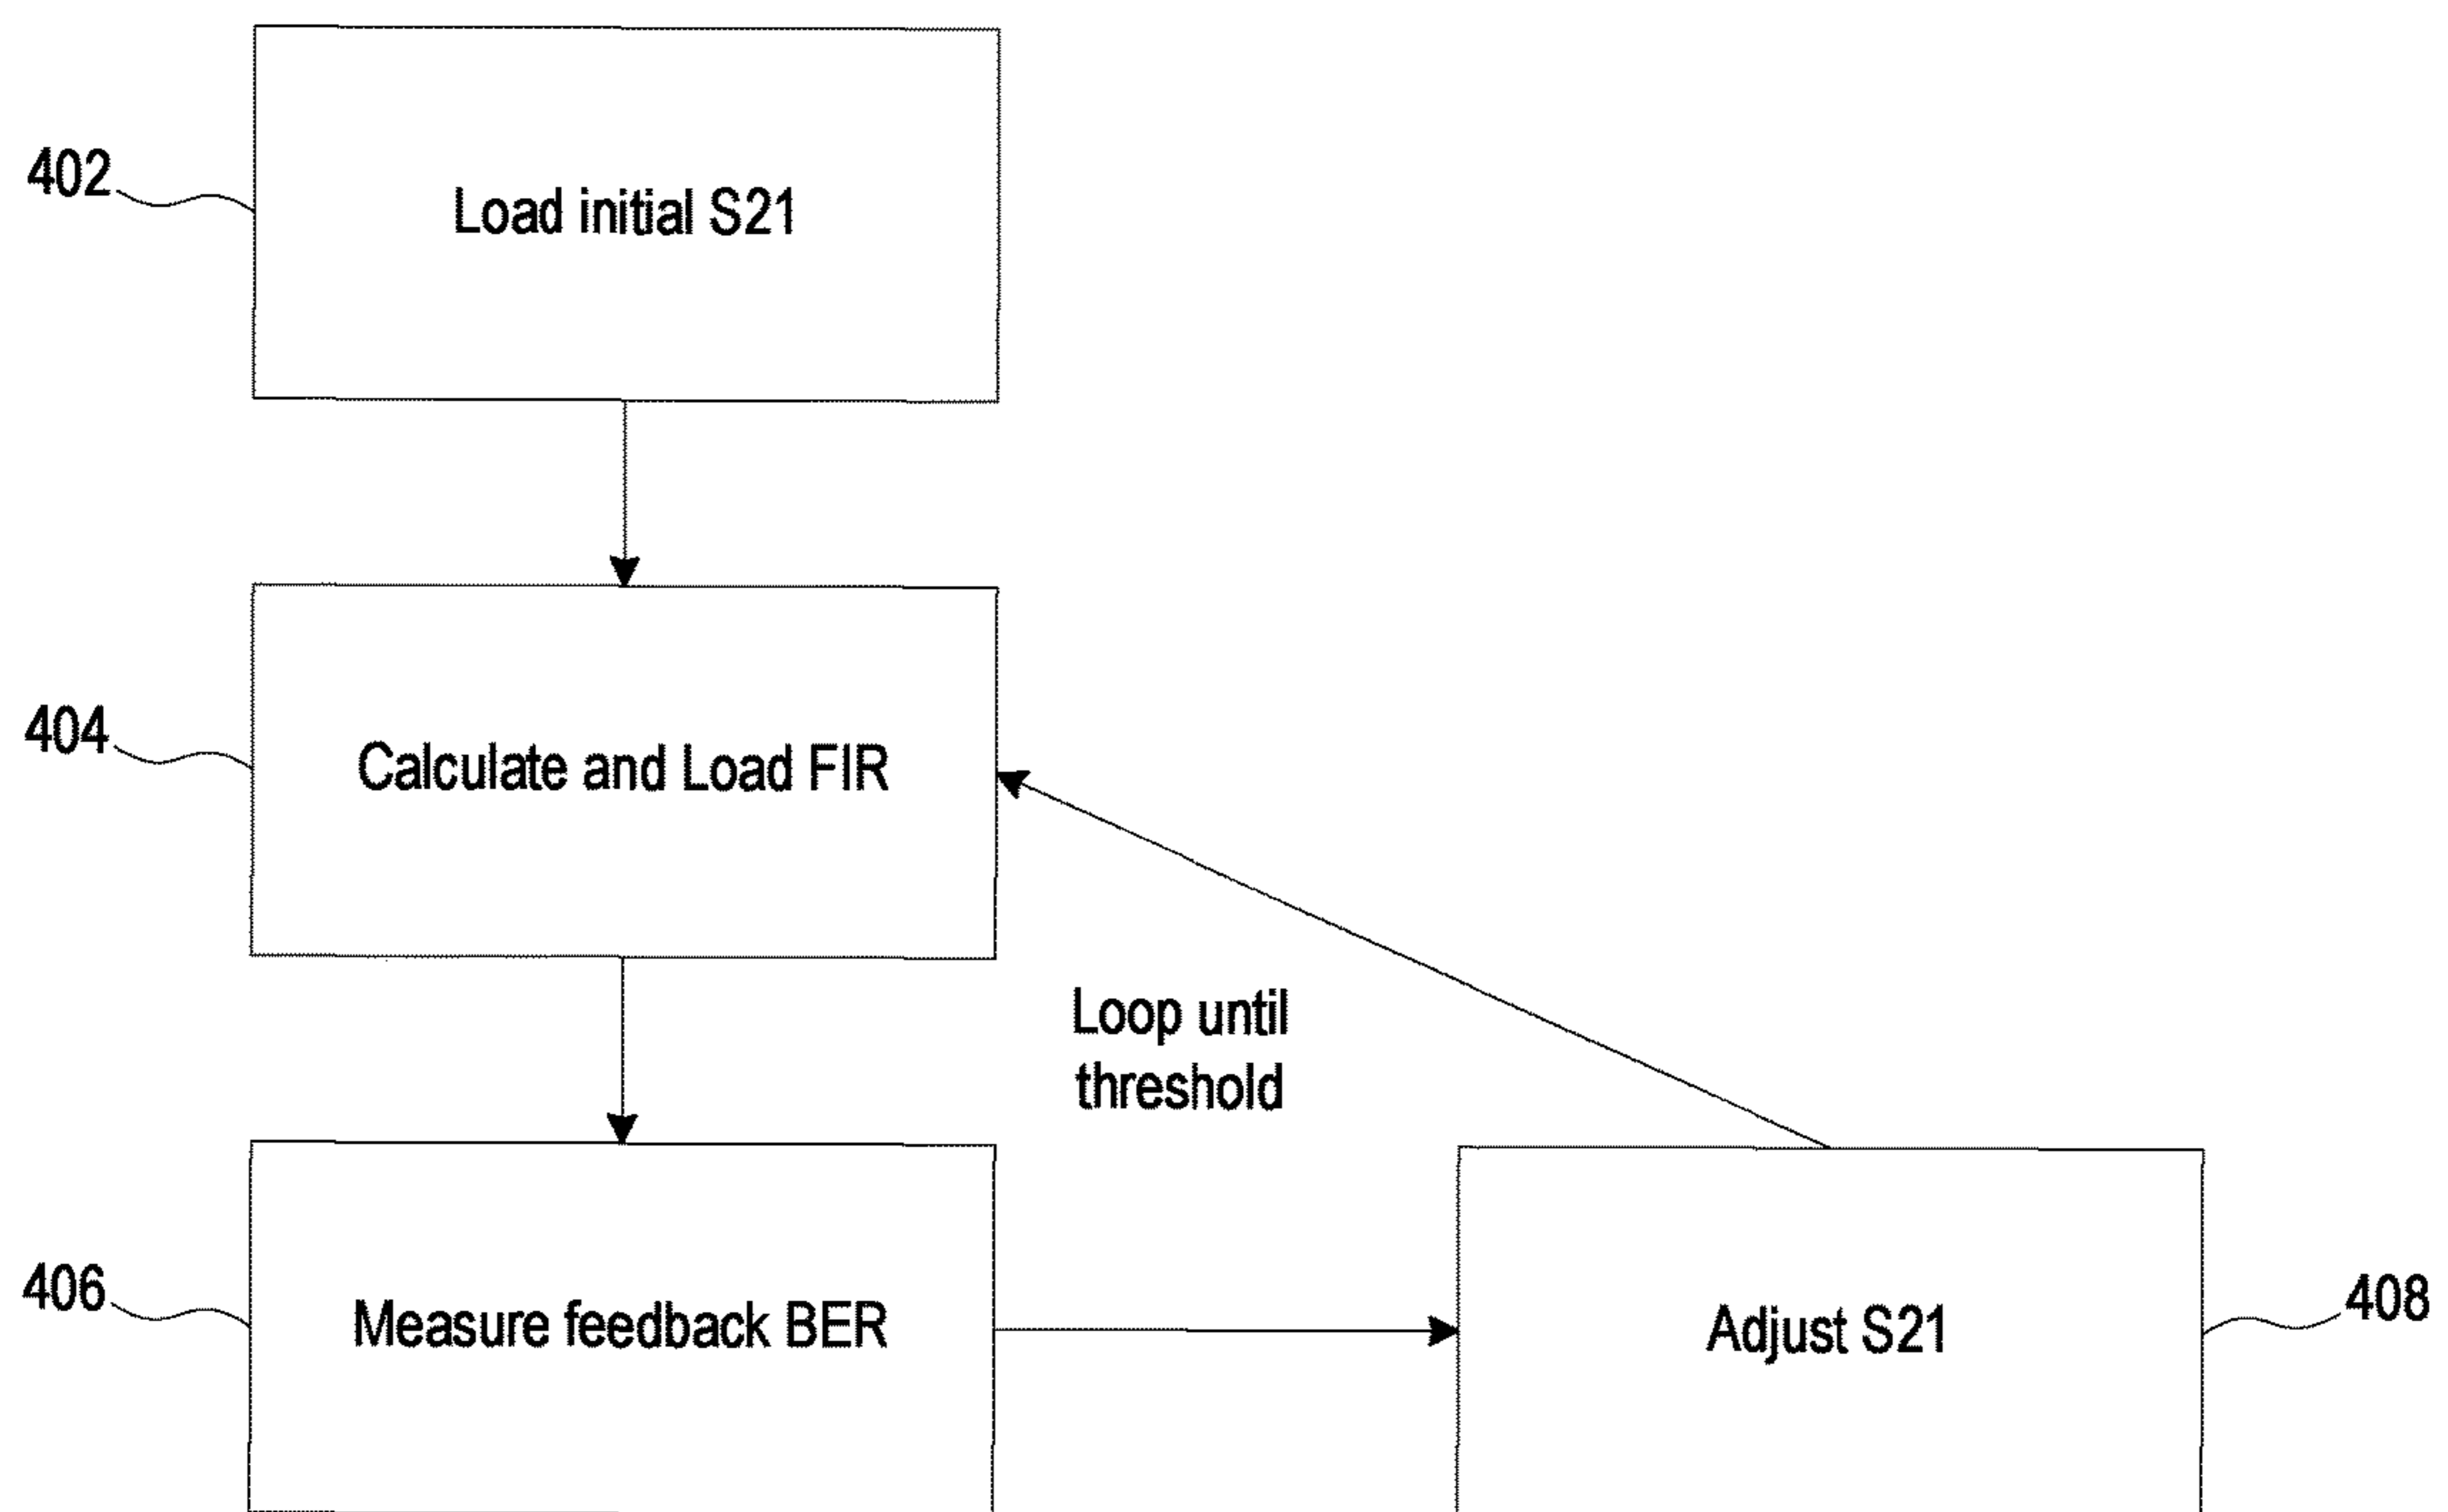 402
Load initial S21
404
Calculate and Load FIR
Loop until
threshold
406
Measure feedback BER
Adjust S21
408